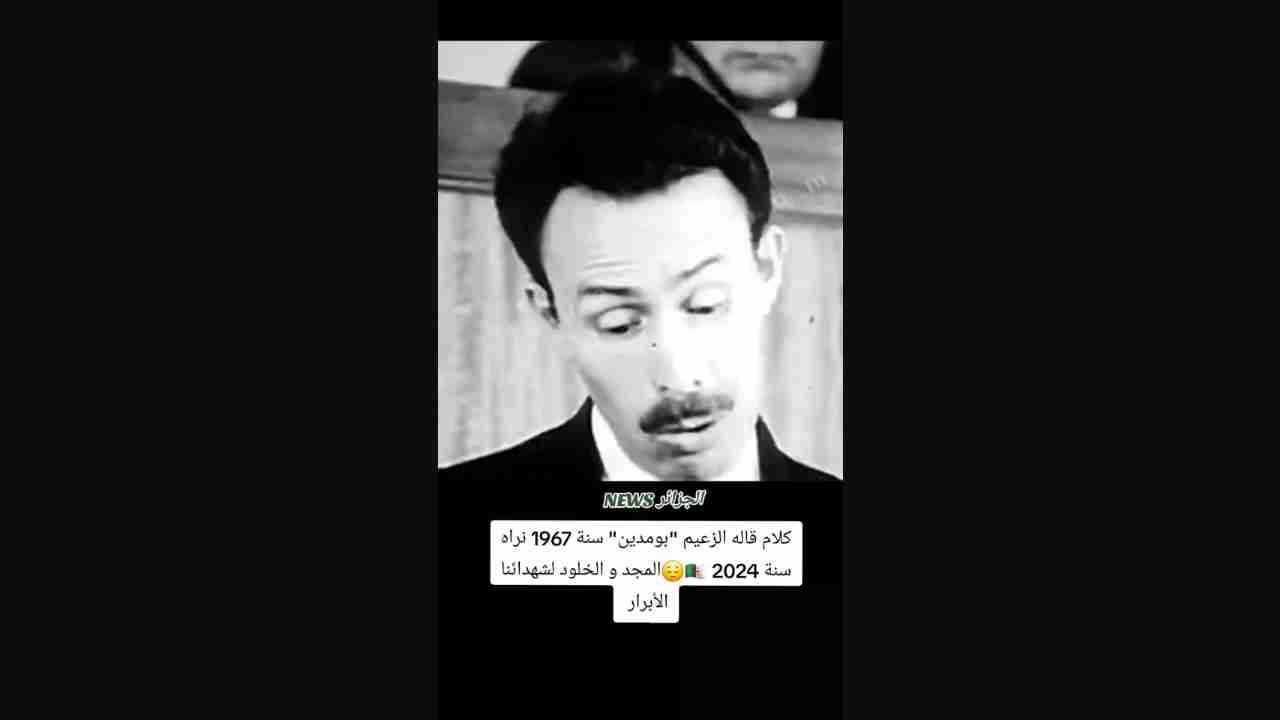 الجزائر NEWS
كلام قاله الزعيم "بومدين" سنة 1967 نراه
سنة 2024 🇩🇿😌المجد و الخلود لشهدائنا
الأبرار